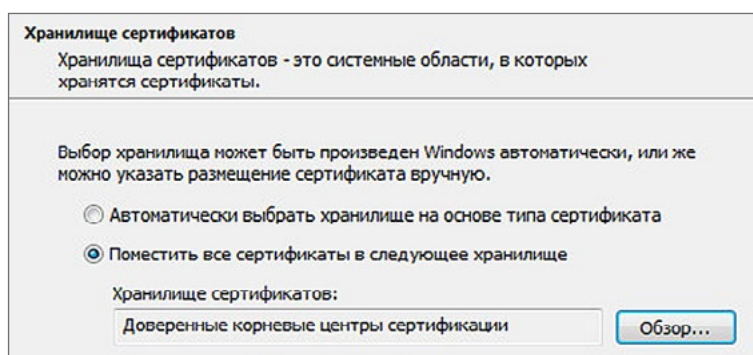 Хранилище сертификатов
Хранилища сертификатов - это системные области, в которых
хранятся сертификаты.
Выбор хранилища может быть произведен Windows автоматически, или же
можно указать размещение сертификата вручную.
Автоматически выбрать хранилище на основе типа сертификата
Поместить все сертификаты в следующее хранилище
Хранилище сертификатов:
Доверенные корневые центры сертификации
Обзор...